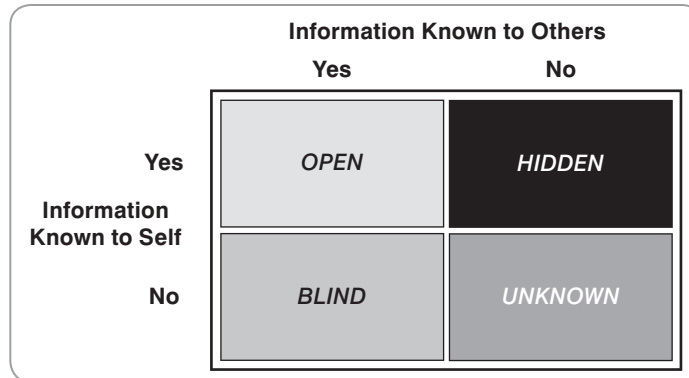 Information Known to Others
Yes No
Yes OPEN HIDDEN
Information
Known to Self
No BLIND UNKNOWN